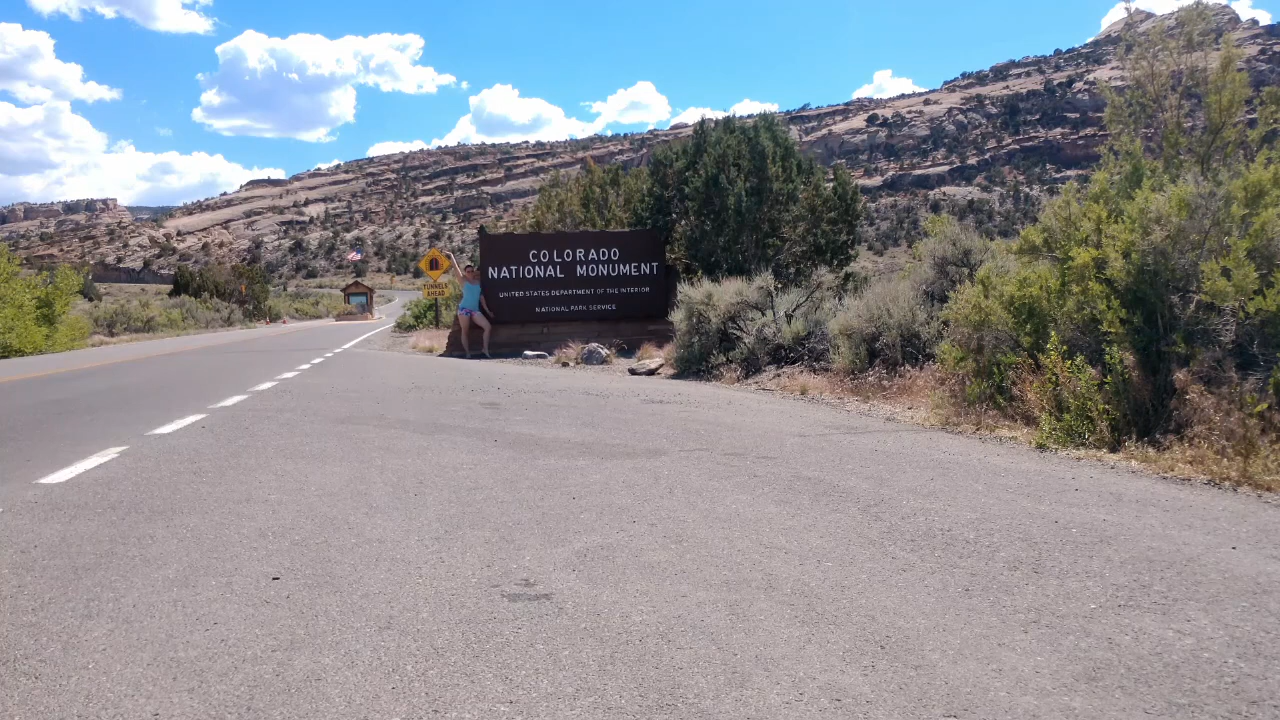 COLORADO
NATIONAL MONUMENT
UNITED STATES DEPARTMENT OF THE INTERIOR
NATIONAL PARK SERVICE
TUNNELS
AHEAD